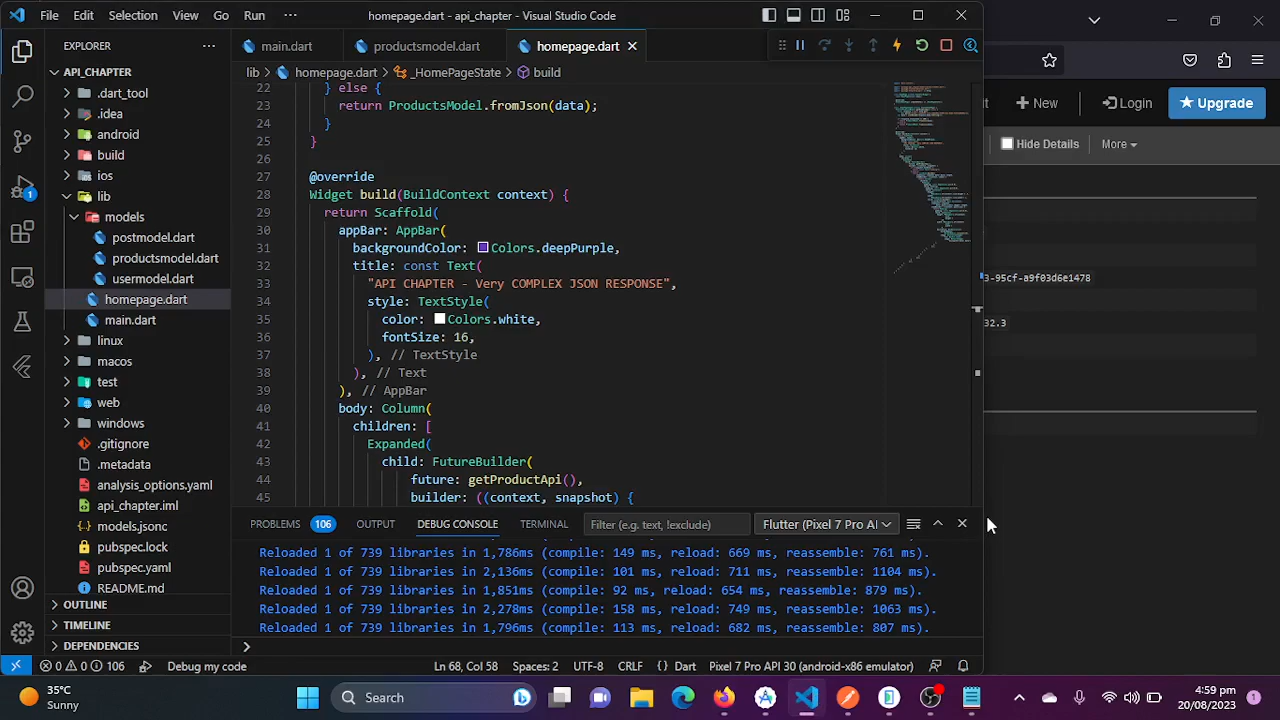 File Edit Selection View Go Run ··· homepage.dart - api_chapter - Visual Studio Code
EXPLORER ···
API_CHAPTER
.dart_tool
.idea
android
build
ios
lib
models
postmodel.dart
productsmodel.dart
usermodel.dart
homepage.dart
main.dart
linux
macos
test
web
windows
.gitignore
.metadata
analysis_options.yaml
api_chapter.iml
models.jsonc
pubspec.lock
pubspec.yaml
README.md
OUTLINE
TIMELINE
DEPENDENCIES
1
main.dart productsmodel.dart homepage.dart
lib > homepage.dart > _HomePageState > build
22 } else {
23 return ProductsModel.fromJson(data);
24 }
25 }
26
27 @override
28 Widget build(BuildContext context) {
29 return Scaffold(
30 appBar: AppBar(
31 backgroundColor: Colors.deepPurple,
32 title: const Text(
33 "API CHAPTER - Very COMPLEX JSON RESPONSE",
34 style: TextStyle(
35 color: Colors.white,
36 fontSize: 16,
37 ), // TextStyle
38 ), // Text
39 ), // AppBar
40 body: Column(
41 children: [
42 Expanded(
43 child: FutureBuilder(
44 future: getProductApi(),
45 builder: ((context, snapshot) {
PROBLEMS 106 OUTPUT DEBUG CONSOLE TERMINAL Filter (e.g. text, !exclude) Flutter (Pixel 7 Pro AI
Reloaded 1 of 739 libraries in 1,786ms (compile: 149 ms, reload: 669 ms, reassemble: 761 ms).
Reloaded 1 of 739 libraries in 2,136ms (compile: 101 ms, reload: 711 ms, reassemble: 1104 ms).
Reloaded 1 of 739 libraries in 1,851ms (compile: 92 ms, reload: 654 ms, reassemble: 879 ms).
Reloaded 1 of 739 libraries in 2,278ms (compile: 158 ms, reload: 749 ms, reassemble: 1063 ms).
Reloaded 1 of 739 libraries in 1,796ms (compile: 113 ms, reload: 682 ms, reassemble: 807 ms).
>
0 0 106 Debug my code Ln 68, Col 58 Spaces: 2 UTF-8 CRLF {} Dart Pixel 7 Pro API 30 (android-x86 emulator)
t + New Login Upgrade
Hide Details More
3-95cf-a9f03d6e1478
32.3
35°C
Sunny
Search
4:59 pm
20/08/2023
1